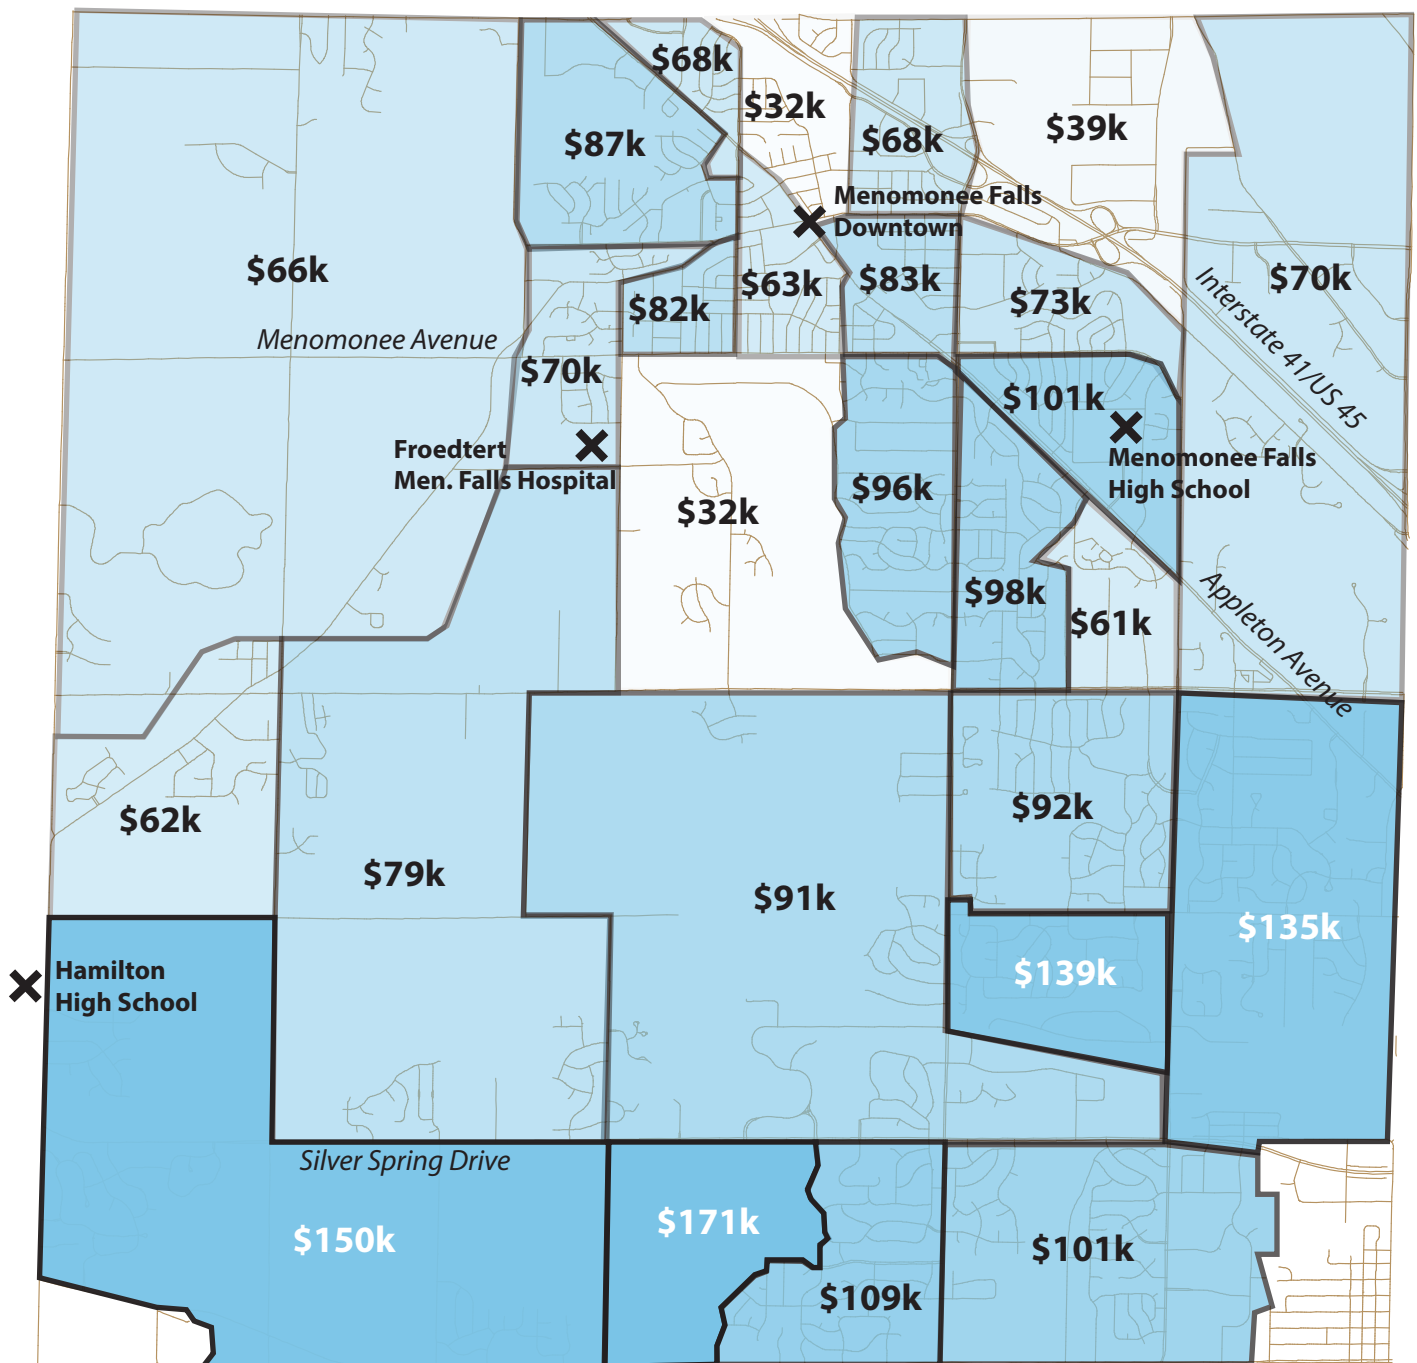 $68k
$32k
$87k
$68k
$39k
Menomonee Falls
Downtown
$66k
$63k
$83k
$70k
$82k
$73k
Interstate 41/US 45
Menomonee Avenue
$70k
$101k
Froedtert
Men. Falls Hospital
Menomonee Falls
High School
$96k
$32k
$98k
$61k
Appleton Avenue
$62k
$92k
$79k
$91k
$135k
Hamilton
High School
$139k
Silver Spring Drive
$150k
$171k
$101k
$109k